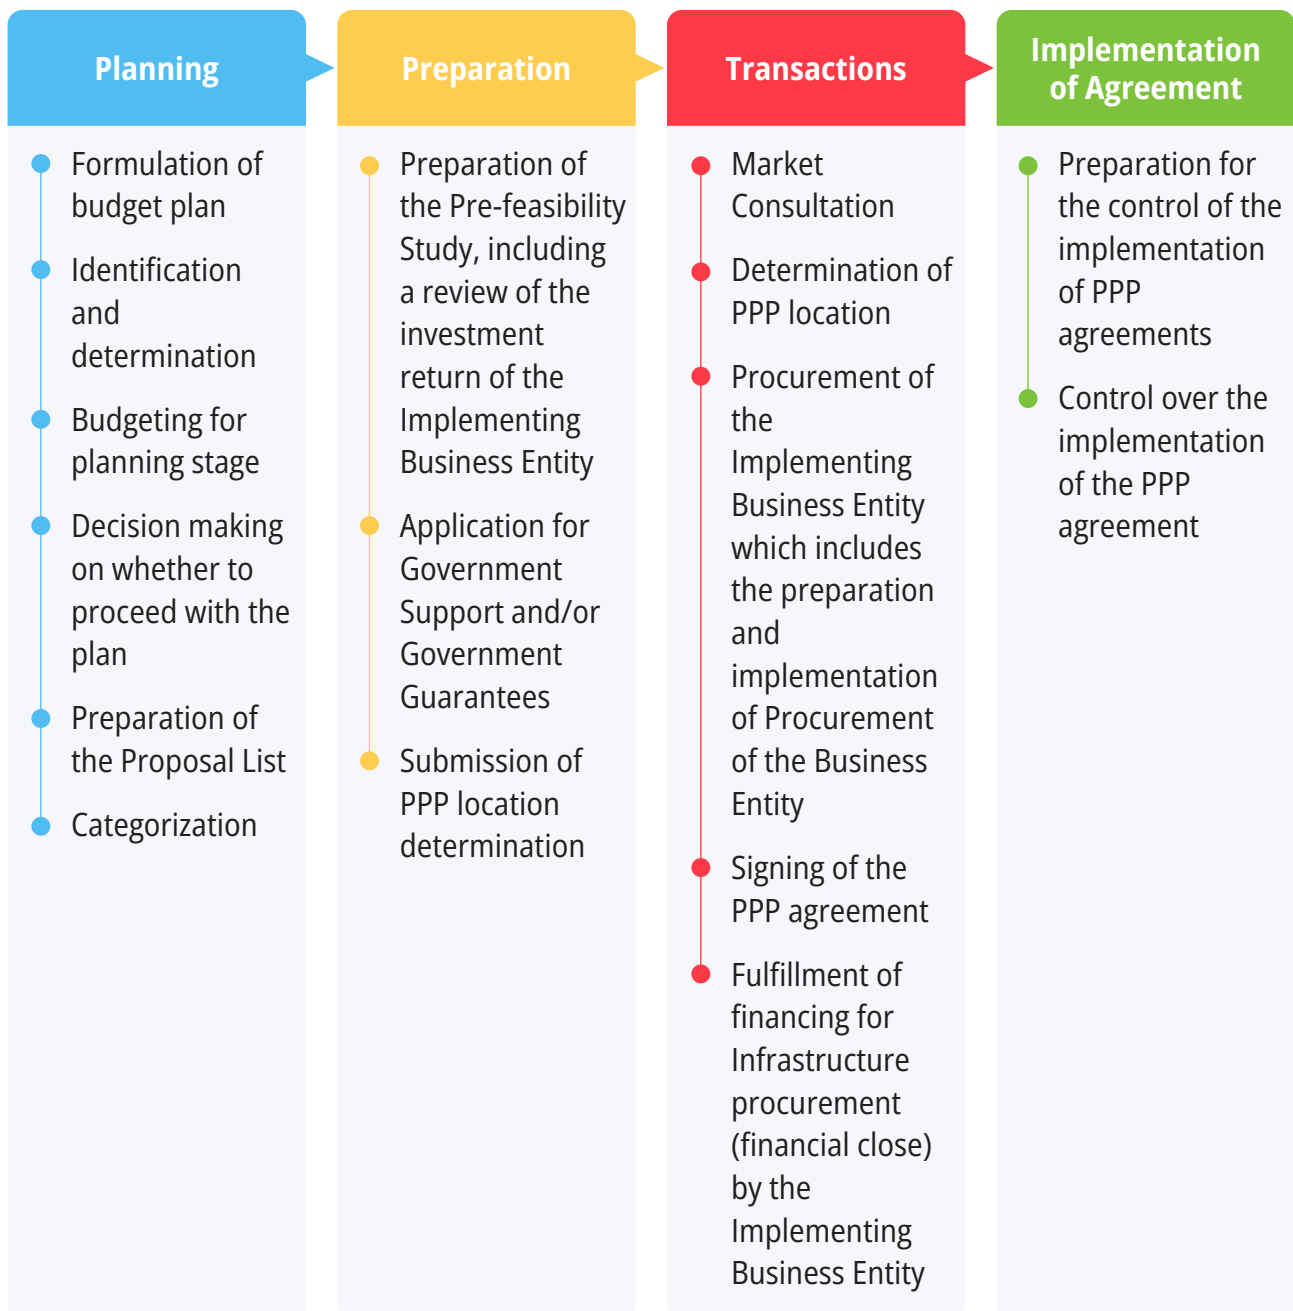 Planning
Formulation of
budget plan
Identification
and
determination
Budgeting for
planning stage
Decision making
on whether to
proceed with the
plan
Preparation of
the Proposal List
Categorization
Preparation
Preparation of
the Pre-feasibility
Study, including
a review of the
investment
return of the
Implementing
Business Entity
Application for
Government
Support and/or
Government
Guarantees
Submission of
PPP location
determination
Transactions
Market
Consultation
Determination of
PPP location
Procurement of
the
Implementing
Business Entity
which includes
the preparation
and
implementation
of Procurement
of the Business
Entity
Signing of the
PPP agreement
Fulfillment of
financing for
Infrastructure
procurement
(financial close)
by the
Implementing
Business Entity
Implementation
of Agreement
Preparation for
the control of the
implementation
of PPP
agreements
Control over the
implementation
of the PPP
agreement